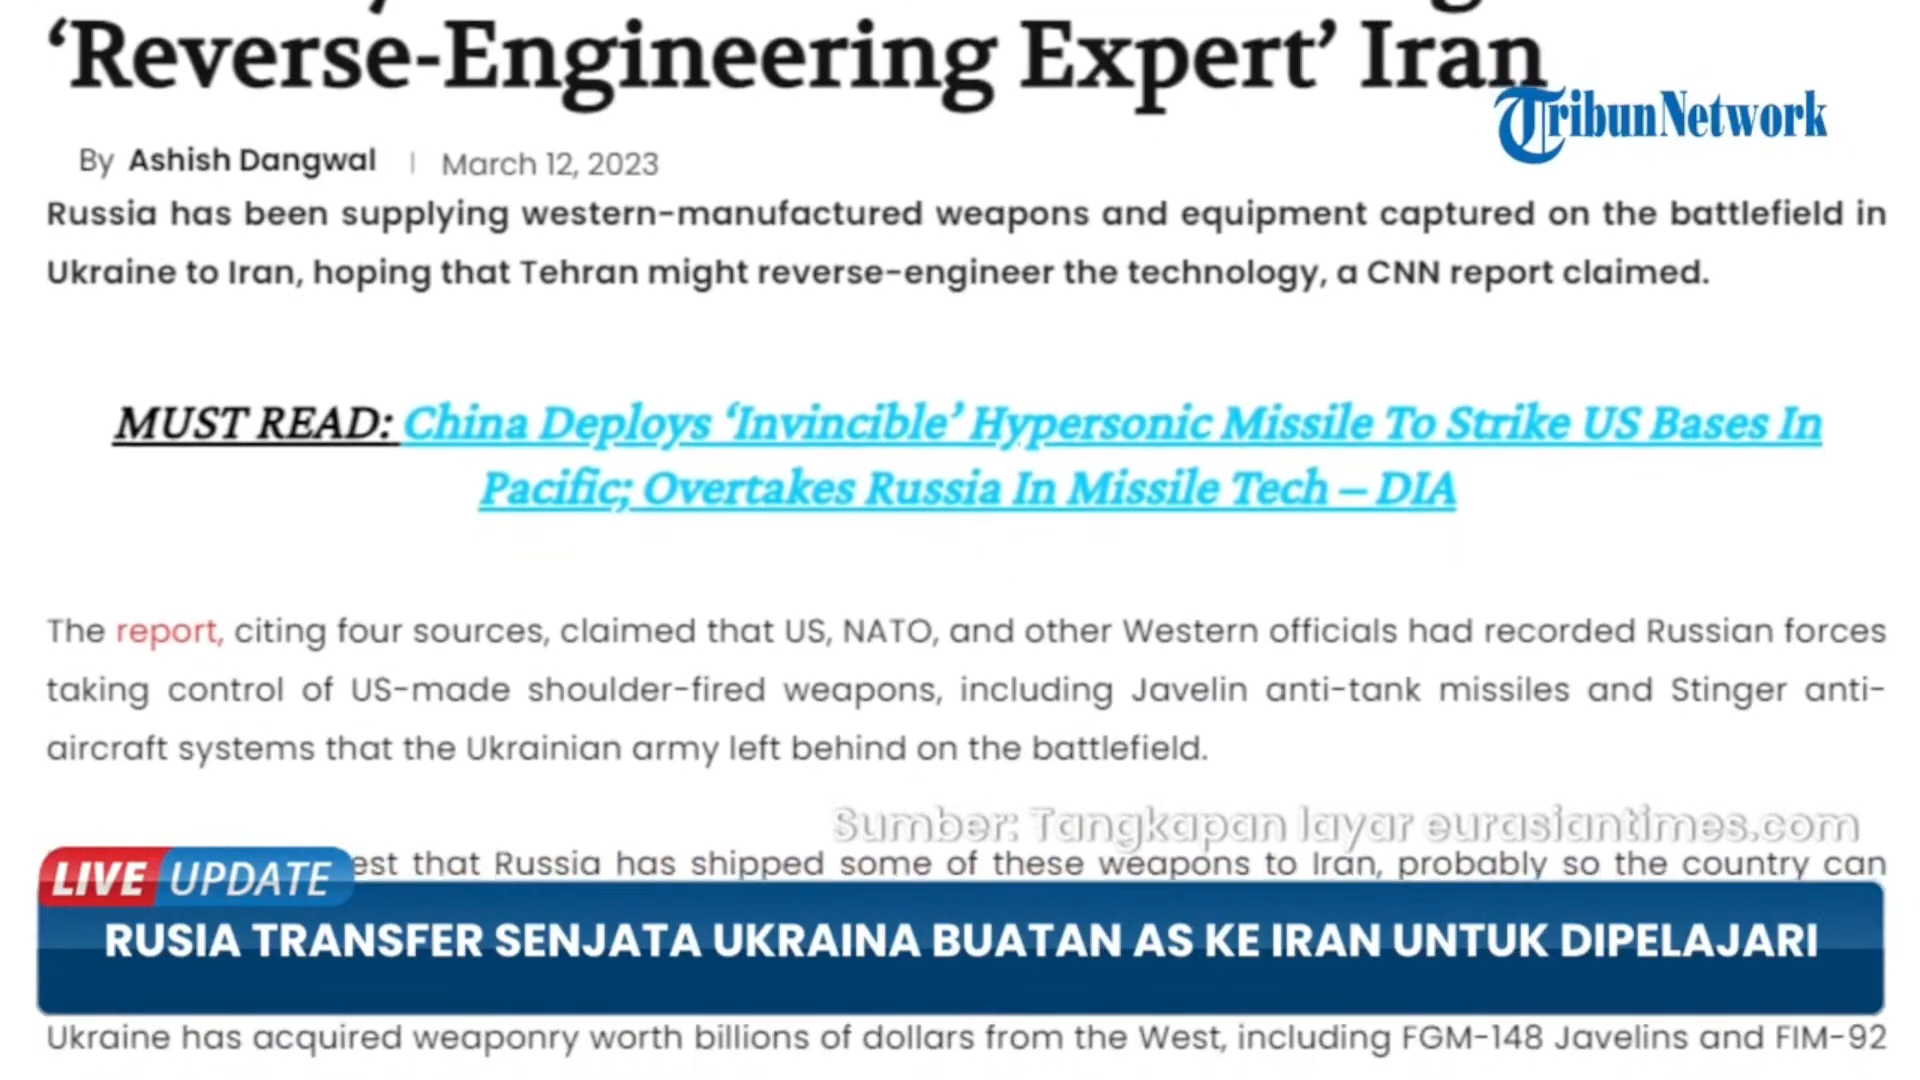 ‘Reverse-Engineering Expert’ Iran
TribunNetwork
By Ashish Dangwal | March 12, 2023
Russia has been supplying western-manufactured weapons and equipment captured on the battlefield in
Ukraine to Iran, hoping that Tehran might reverse-engineer the technology, a CNN report claimed.
MUST READ: China Deploys ‘Invincible’ Hypersonic Missile To Strike US Bases In
Pacific; Overtakes Russia In Missile Tech – DIA
The report, citing four sources, claimed that US, NATO, and other Western officials had recorded Russian forces
taking control of US-made shoulder-fired weapons, including Javelin anti-tank missiles and Stinger anti-
aircraft systems that the Ukrainian army left behind on the battlefield.
Sumber: Tangkapan layar eurasiantimes.com
that Russia has shipped some of these weapons to Iran, probably so the country can
LIVE UPDATE
RUSIA TRANSFER SENJATA UKRAINA BUATAN AS KE IRAN UNTUK DIPELAJARI
Ukraine has acquired weaponry worth billions of dollars from the West, including FGM-148 Javelins and FIM-92